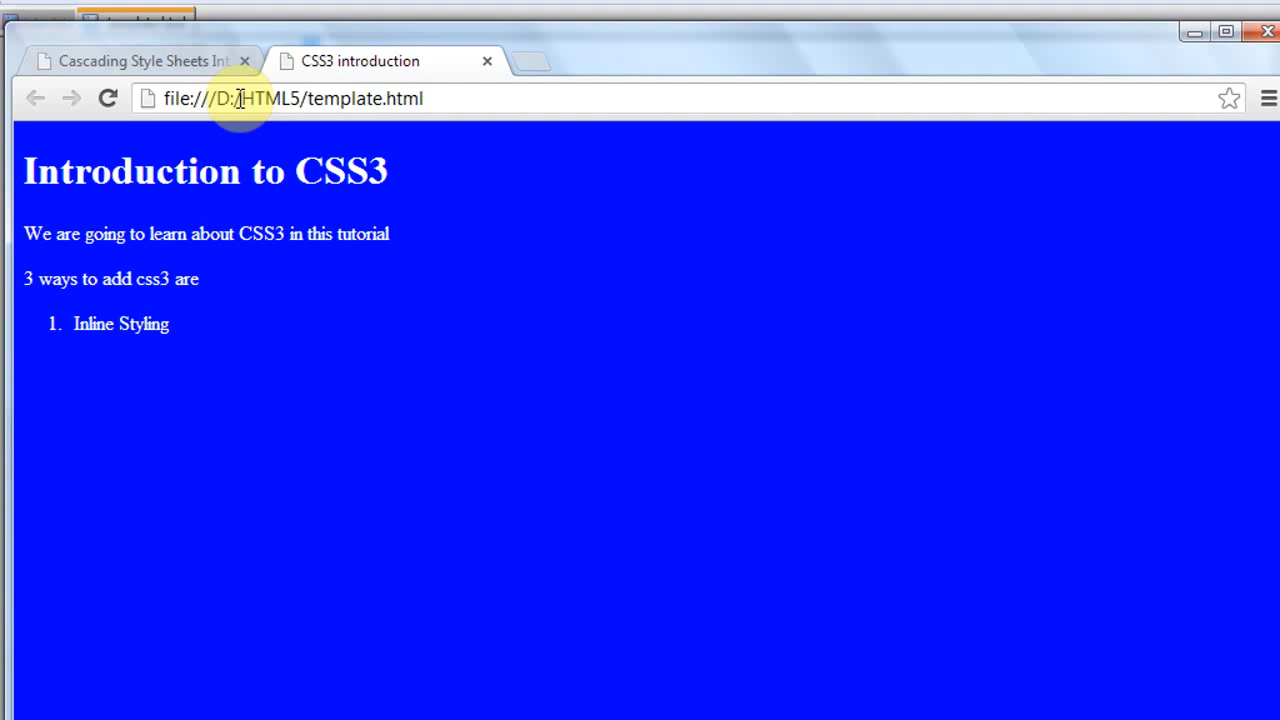 Cascading Style Sheets Int
CSS3 introduction
file:///D:/HTML5/template.html
Introduction to CSS3
We are going to learn about CSS3 in this tutorial
3 ways to add css3 are
1. Inline Styling